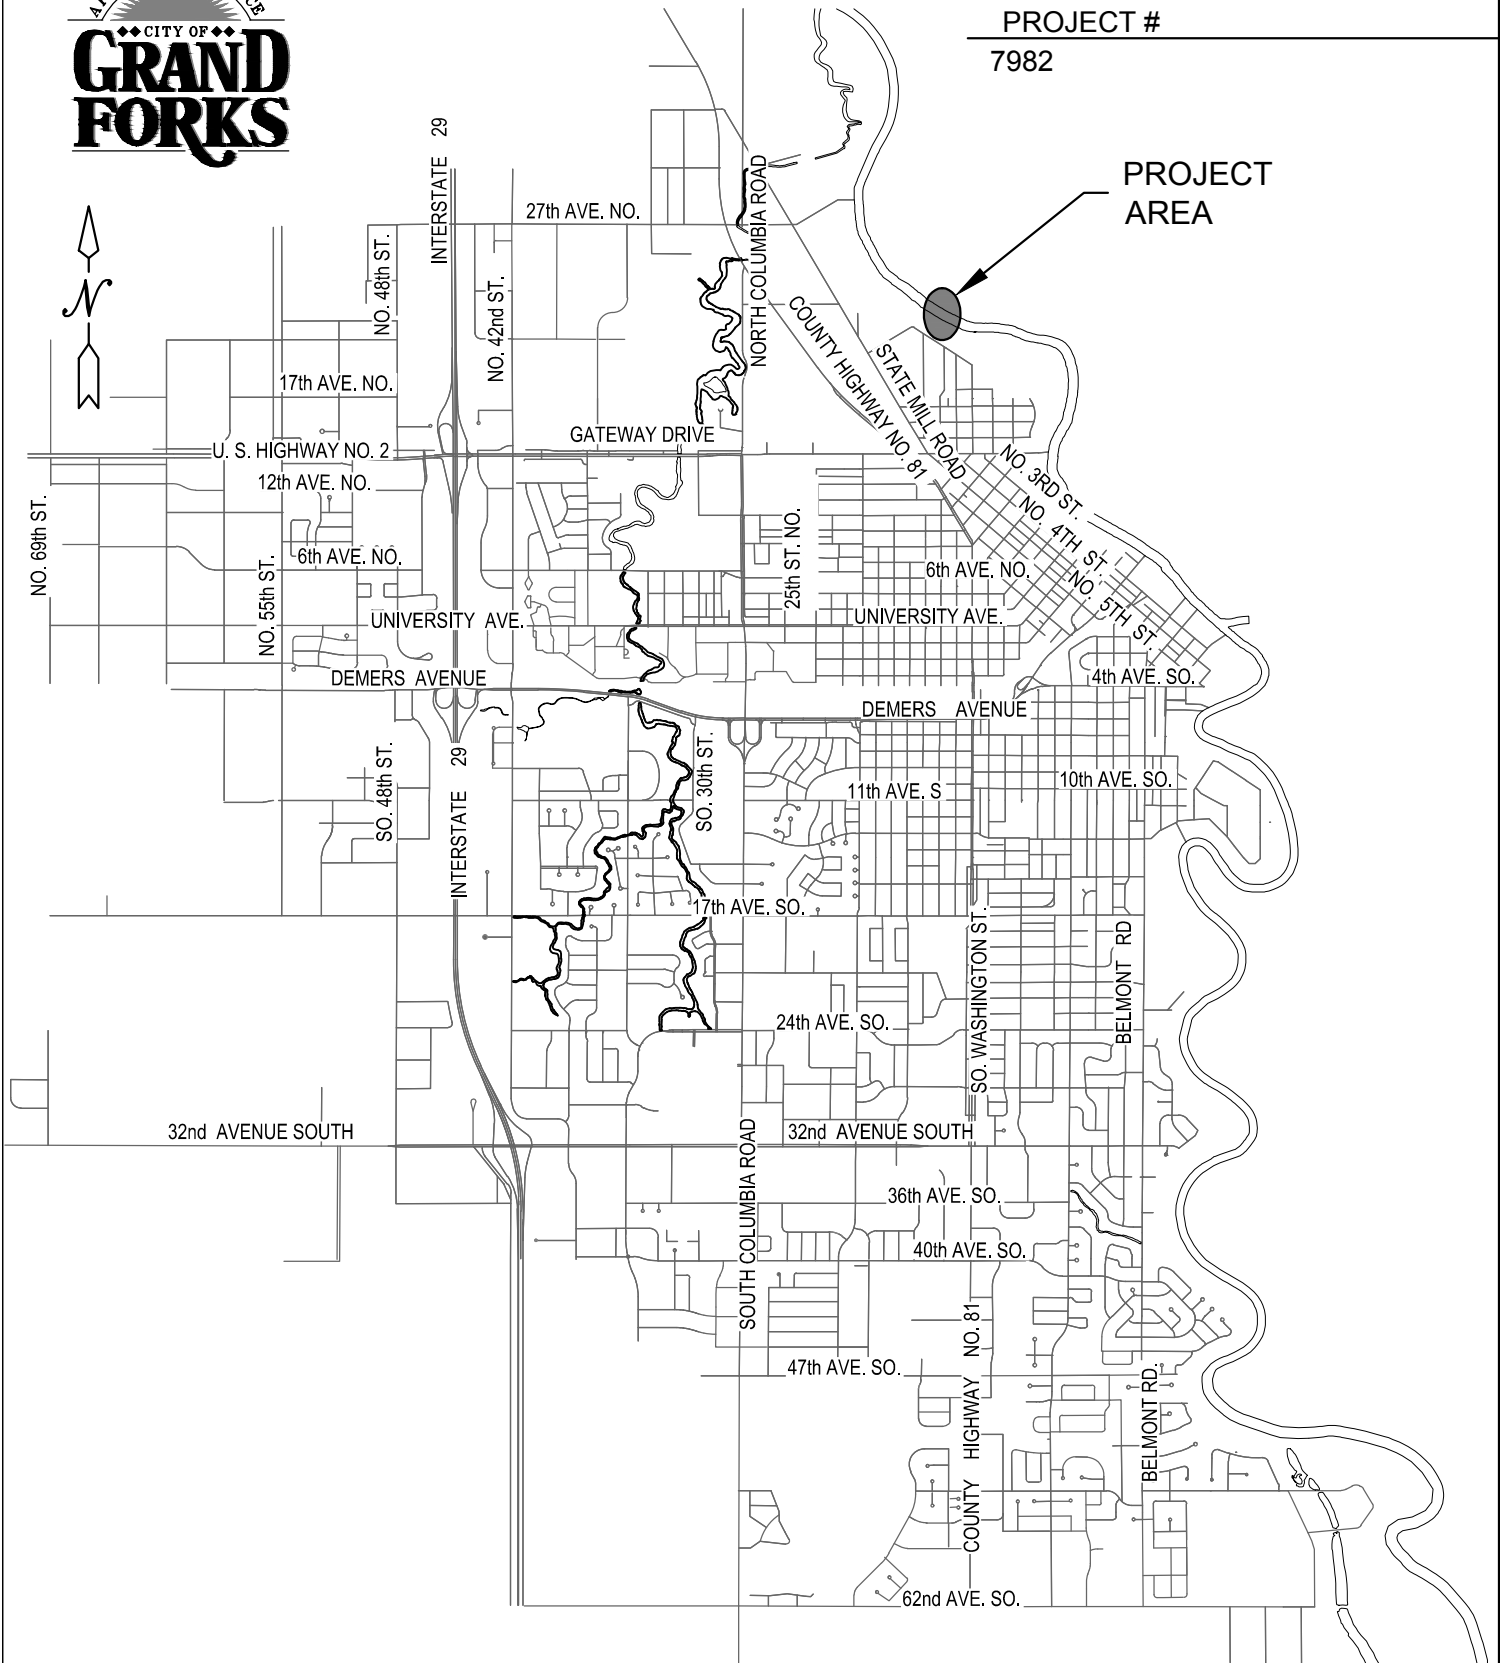 CITY OF
GRAND
FORKS
PROJECT #
7982
PROJECT
AREA
N
INTERSTATE 29
27th AVE. NO.
NO. 48th ST.
NO. 42nd ST.
NORTH COLUMBIA ROAD
COUNTY HIGHWAY NO. 81
STATE MILL ROAD
17th AVE. NO.
GATEWAY DRIVE
U. S. HIGHWAY NO. 2
12th AVE. NO.
NO. 3RD ST.
NO. 4TH ST.
NO. 5TH ST.
NO. 69th ST.
6th AVE. NO.
NO. 55th ST.
25th ST. NO.
6th AVE. NO.
UNIVERSITY AVE.
UNIVERSITY AVE.
DEMERS AVENUE
4th AVE. SO.
DEMERS AVENUE
SO. 48th ST.
INTERSTATE 29
SO. 30th ST.
11th AVE. S
10th AVE. SO.
17th AVE. SO.
SO. WASHINGTON ST.
BELMONT RD
24th AVE. SO.
32nd AVENUE SOUTH
32nd AVENUE SOUTH
SOUTH COLUMBIA ROAD
36th AVE. SO.
40th AVE. SO.
COUNTY HIGHWAY NO. 81
47th AVE. SO.
BELMONT RD.
62nd AVE. SO.